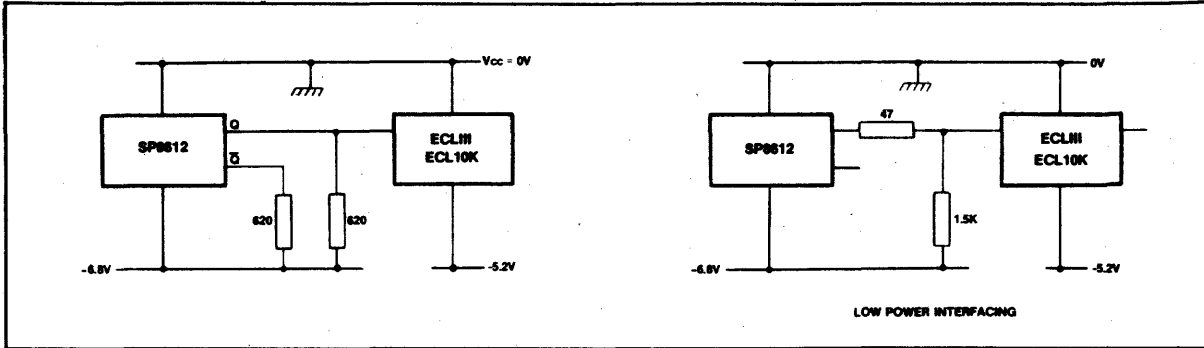 Vcc = 0V
Q
Q̅
SP8612
ECLIII
ECL10K
620
620
-6.8V
-5.2V
0V
47
SP8612
ECLIII
ECL10K
1.5K
-6.8V
-5.2V
LOW POWER INTERFACING